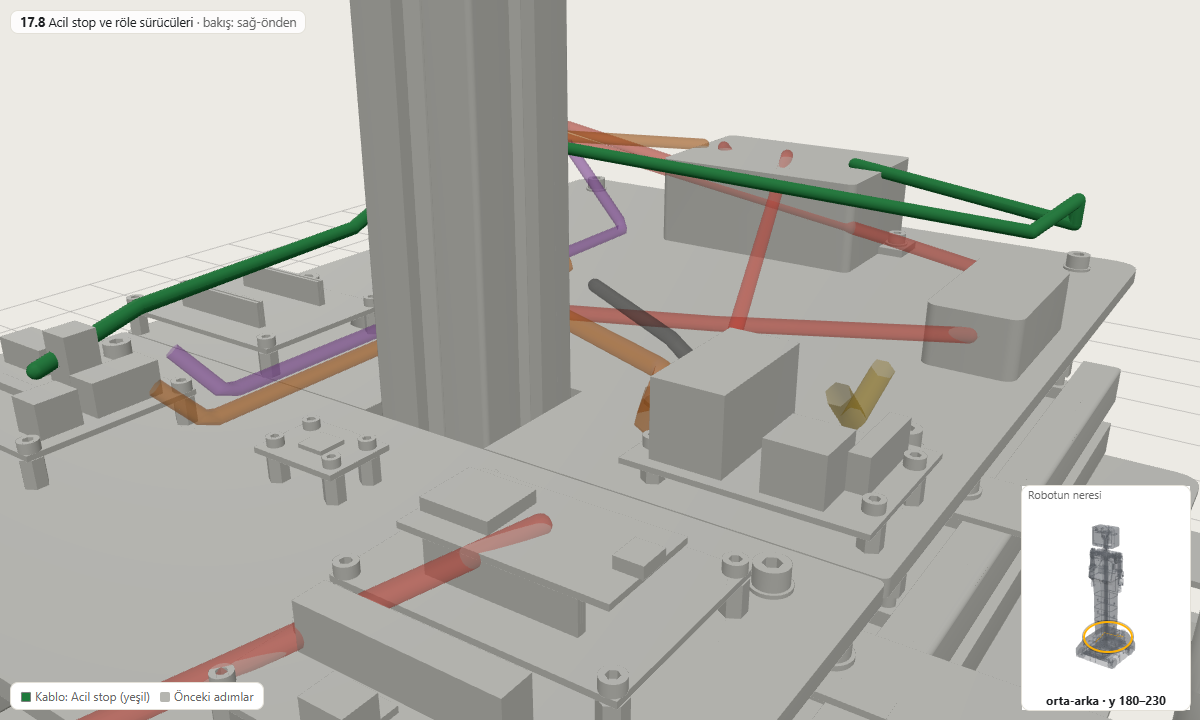 17.8 Acil stop ve röle sürücüleri · bakış: sağ-önden
Robotun neresi
orta-arka · y 180–230
Kablo: Acil stop (yeşil) Önceki adımlar